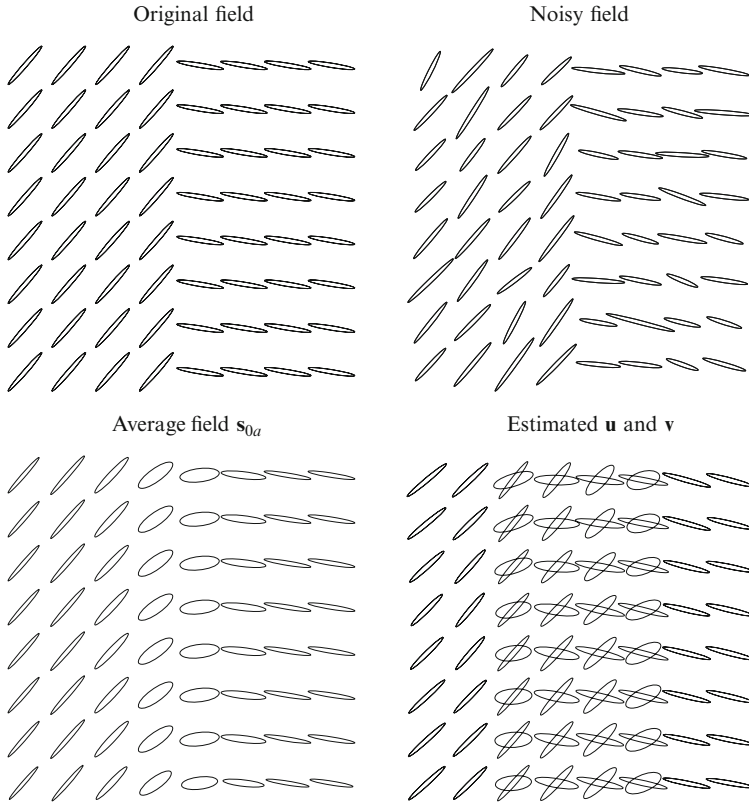 Original field
Noisy field
Average field s0a
Estimated u and v